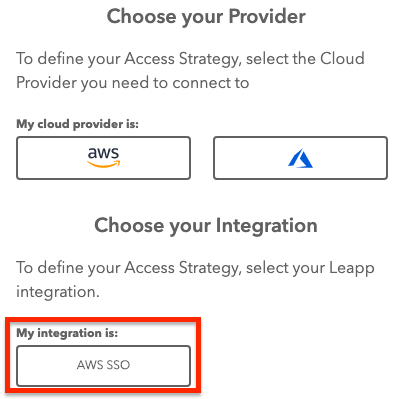 Choose your Provider
To define your Access Strategy, select the Cloud
Provider you need to connect to
My cloud provider is:
aws
Choose your Integration
To define your Access Strategy, select your Leapp
integration.
My integration is:
AWS SSO